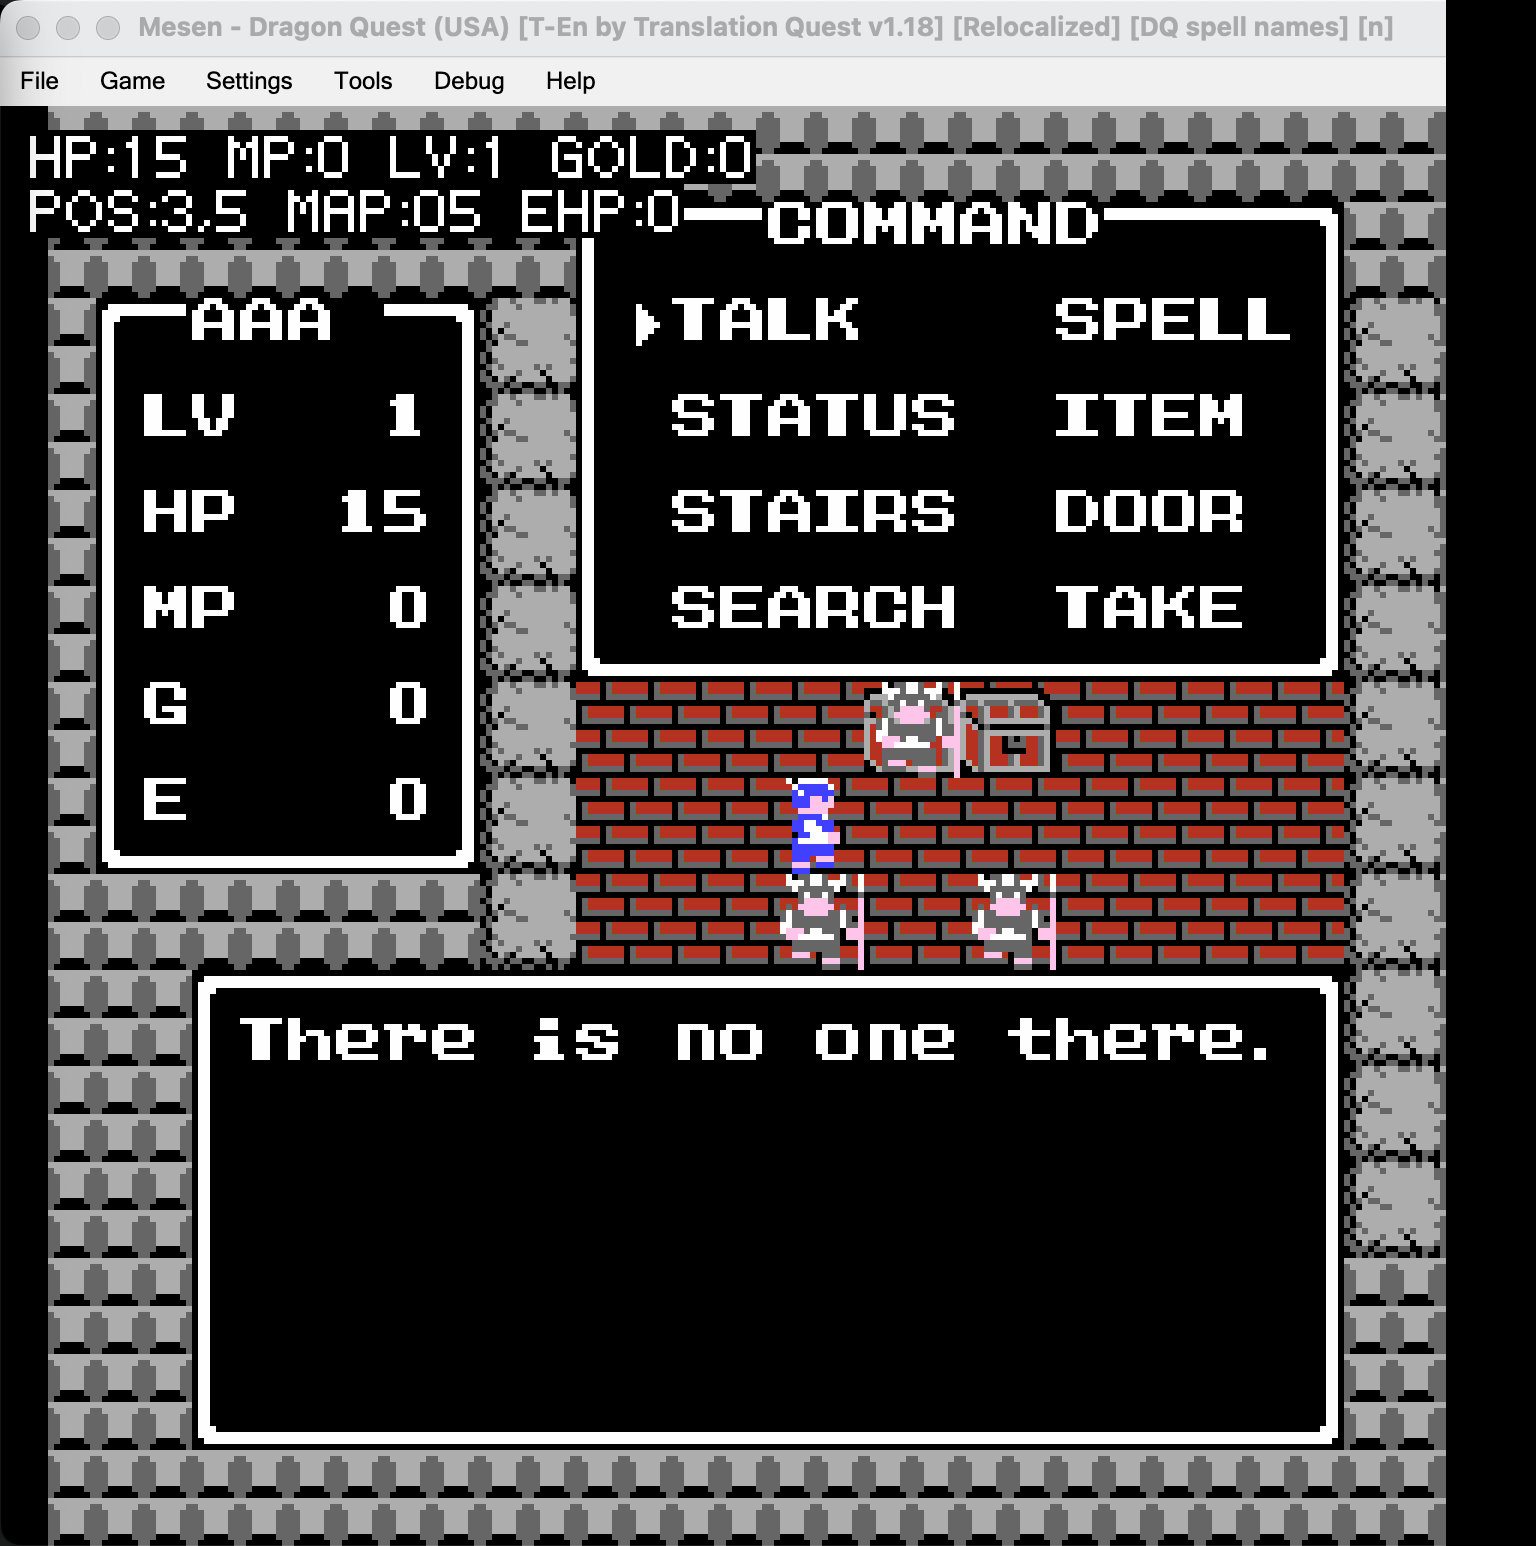 Mesen - Dragon Quest (USA) [T-En by Translation Quest v1.18] [Relocalized] [DQ spell names] [n]
File Game Settings Tools Debug Help
HP:15 MP:0 LV:1 GOLD:0
POS:3,5 MAP:05 EHP:0
COMMAND
TALK SPELL
STATUS ITEM
STAIRS DOOR
SEARCH TAKE
AAA
LV 1
HP 15
MP 0
G 0
E 0
There is no one there.